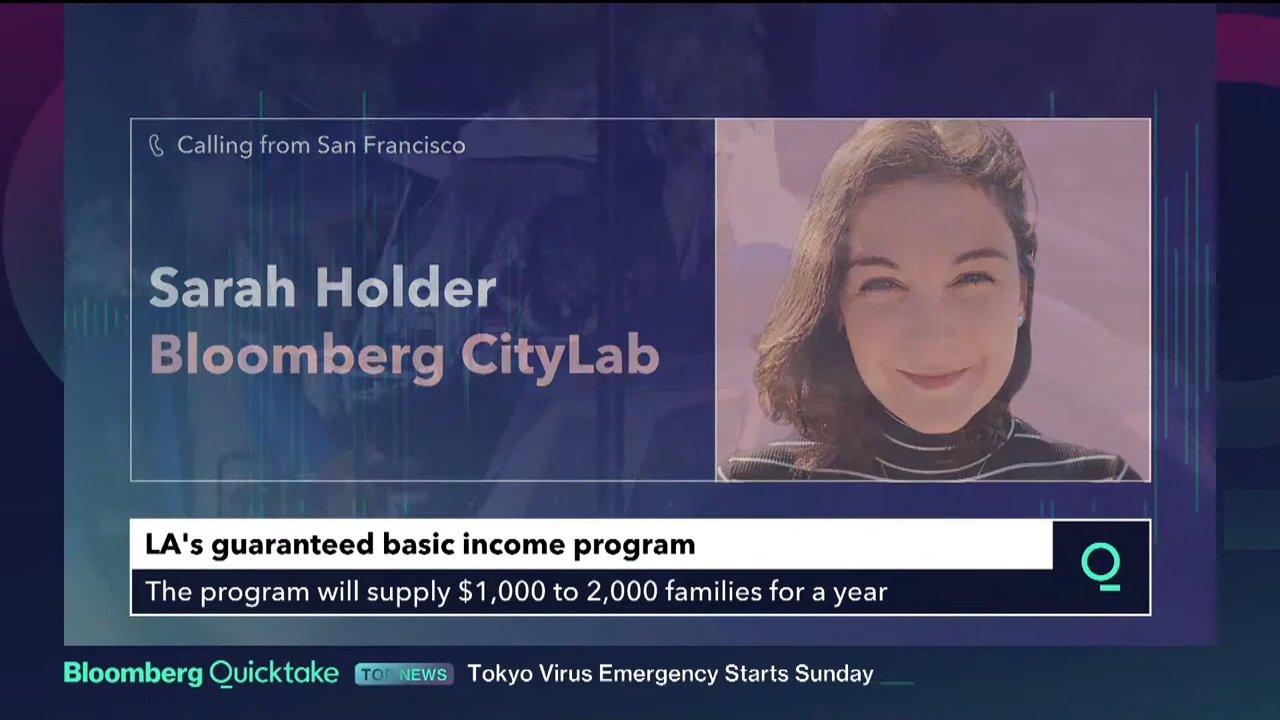 Calling from San Francisco
Sarah Holder
Bloomberg CityLab
LA's guaranteed basic income program
The program will supply $1,000 to 2,000 families for a year
Bloomberg Quicktake TOP NEWS Tokyo Virus Emergency Starts Sunday